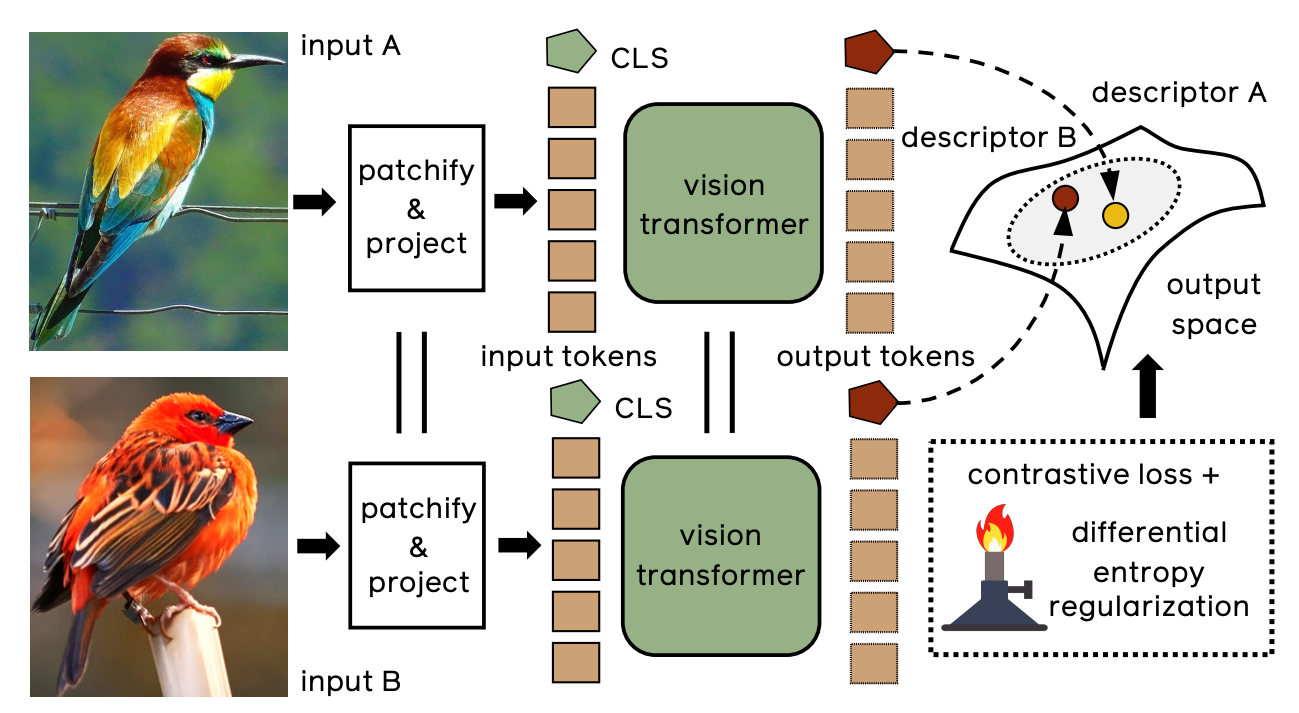 input A
CLS
patchify
&
project
vision
transformer
descriptor A
descriptor B
output
space
input tokens
output tokens
CLS
patchify
&
project
vision
transformer
contrastive loss +
differential
entropy
regularization
input B